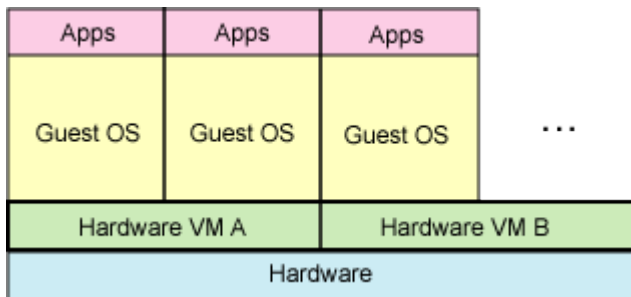 Apps Apps Apps
Guest OS Guest OS Guest OS ...
Hardware VM A Hardware VM B
Hardware